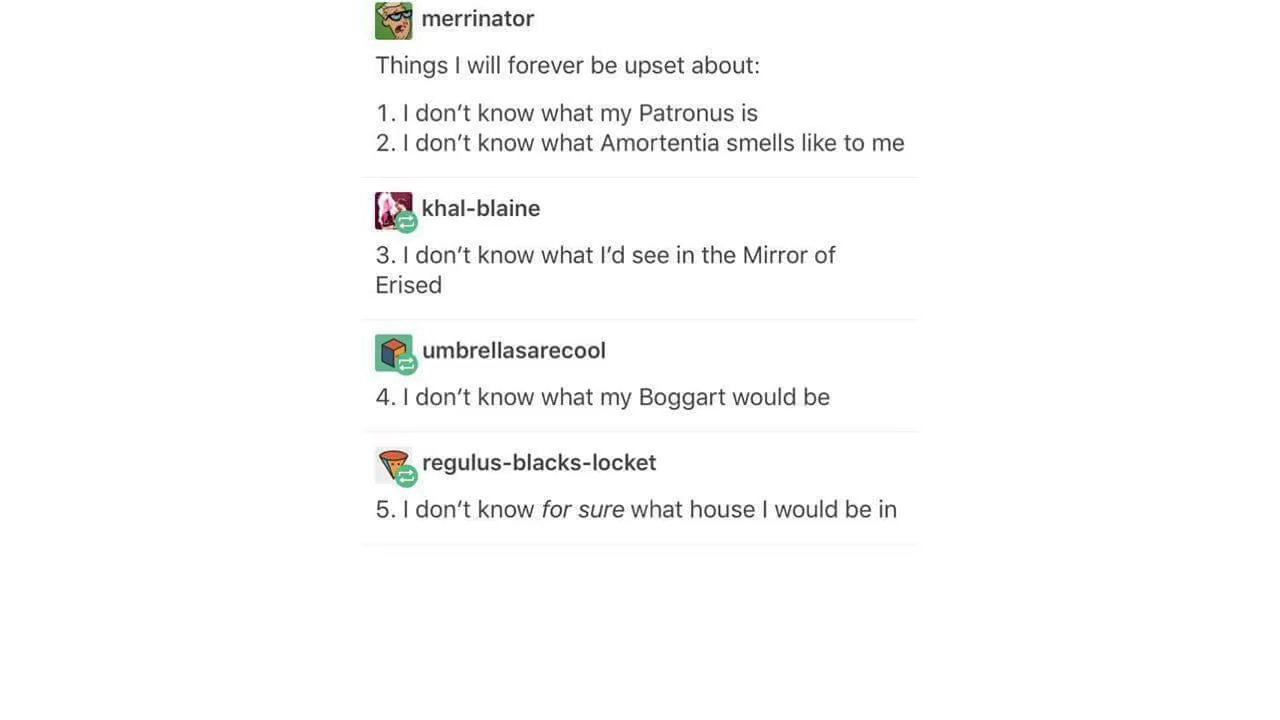 merrinator
Things I will forever be upset about:
1. I don’t know what my Patronus is
2. I don’t know what Amortentia smells like to me
khal-blaine
3. I don’t know what I’d see in the Mirror of
Erised
umbrellasarecool
4. I don’t know what my Boggart would be
regulus-blacks-locket
5. I don’t know for sure what house I would be in